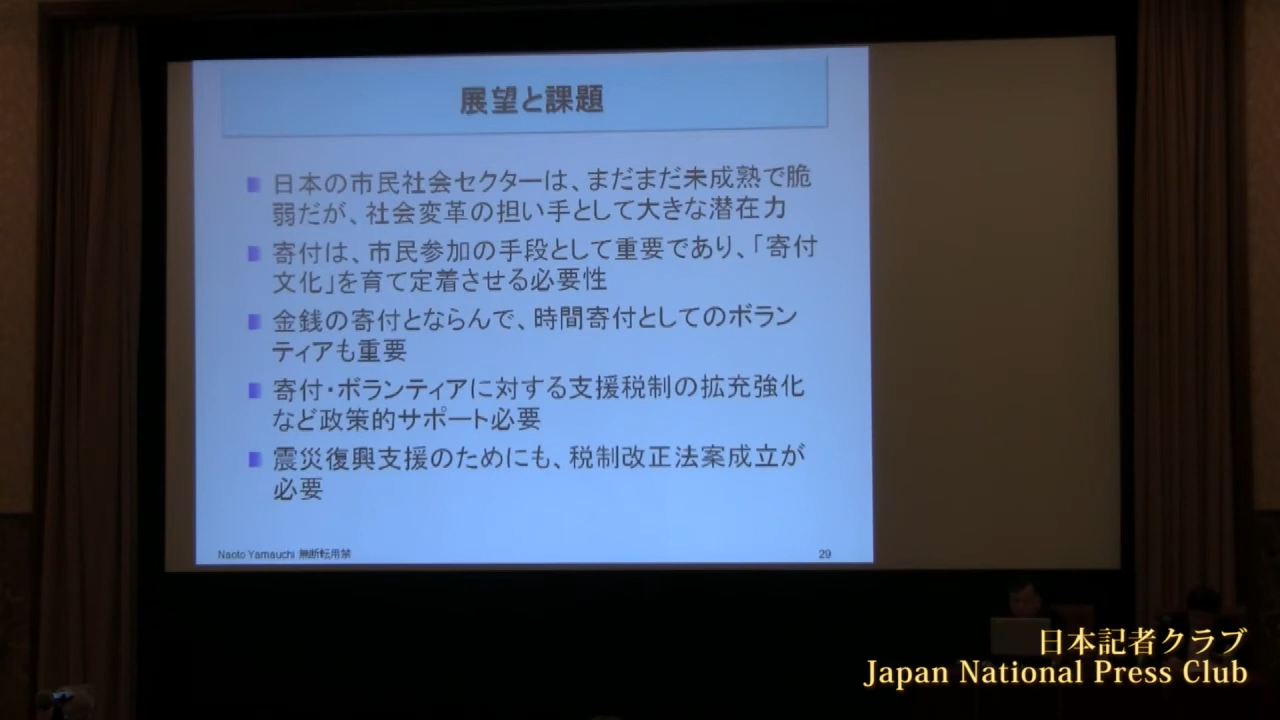 展望と課題
日本の市民社会セクターは、まだまだ未成熟で脆
弱だが、社会変革の担い手として大きな潜在力
寄付は、市民参加の手段として重要であり、「寄付
文化」を育て定着させる必要性
金銭の寄付とならんで、時間寄付としてのボラン
ティアも重要
寄付・ボランティアに対する支援税制の拡充強化
など政策的サポート必要
震災復興支援のためにも、税制改正法案成立が
必要
Naoto Yamauchi 無断転用禁
29
日本記者クラブ
Japan National Press Club